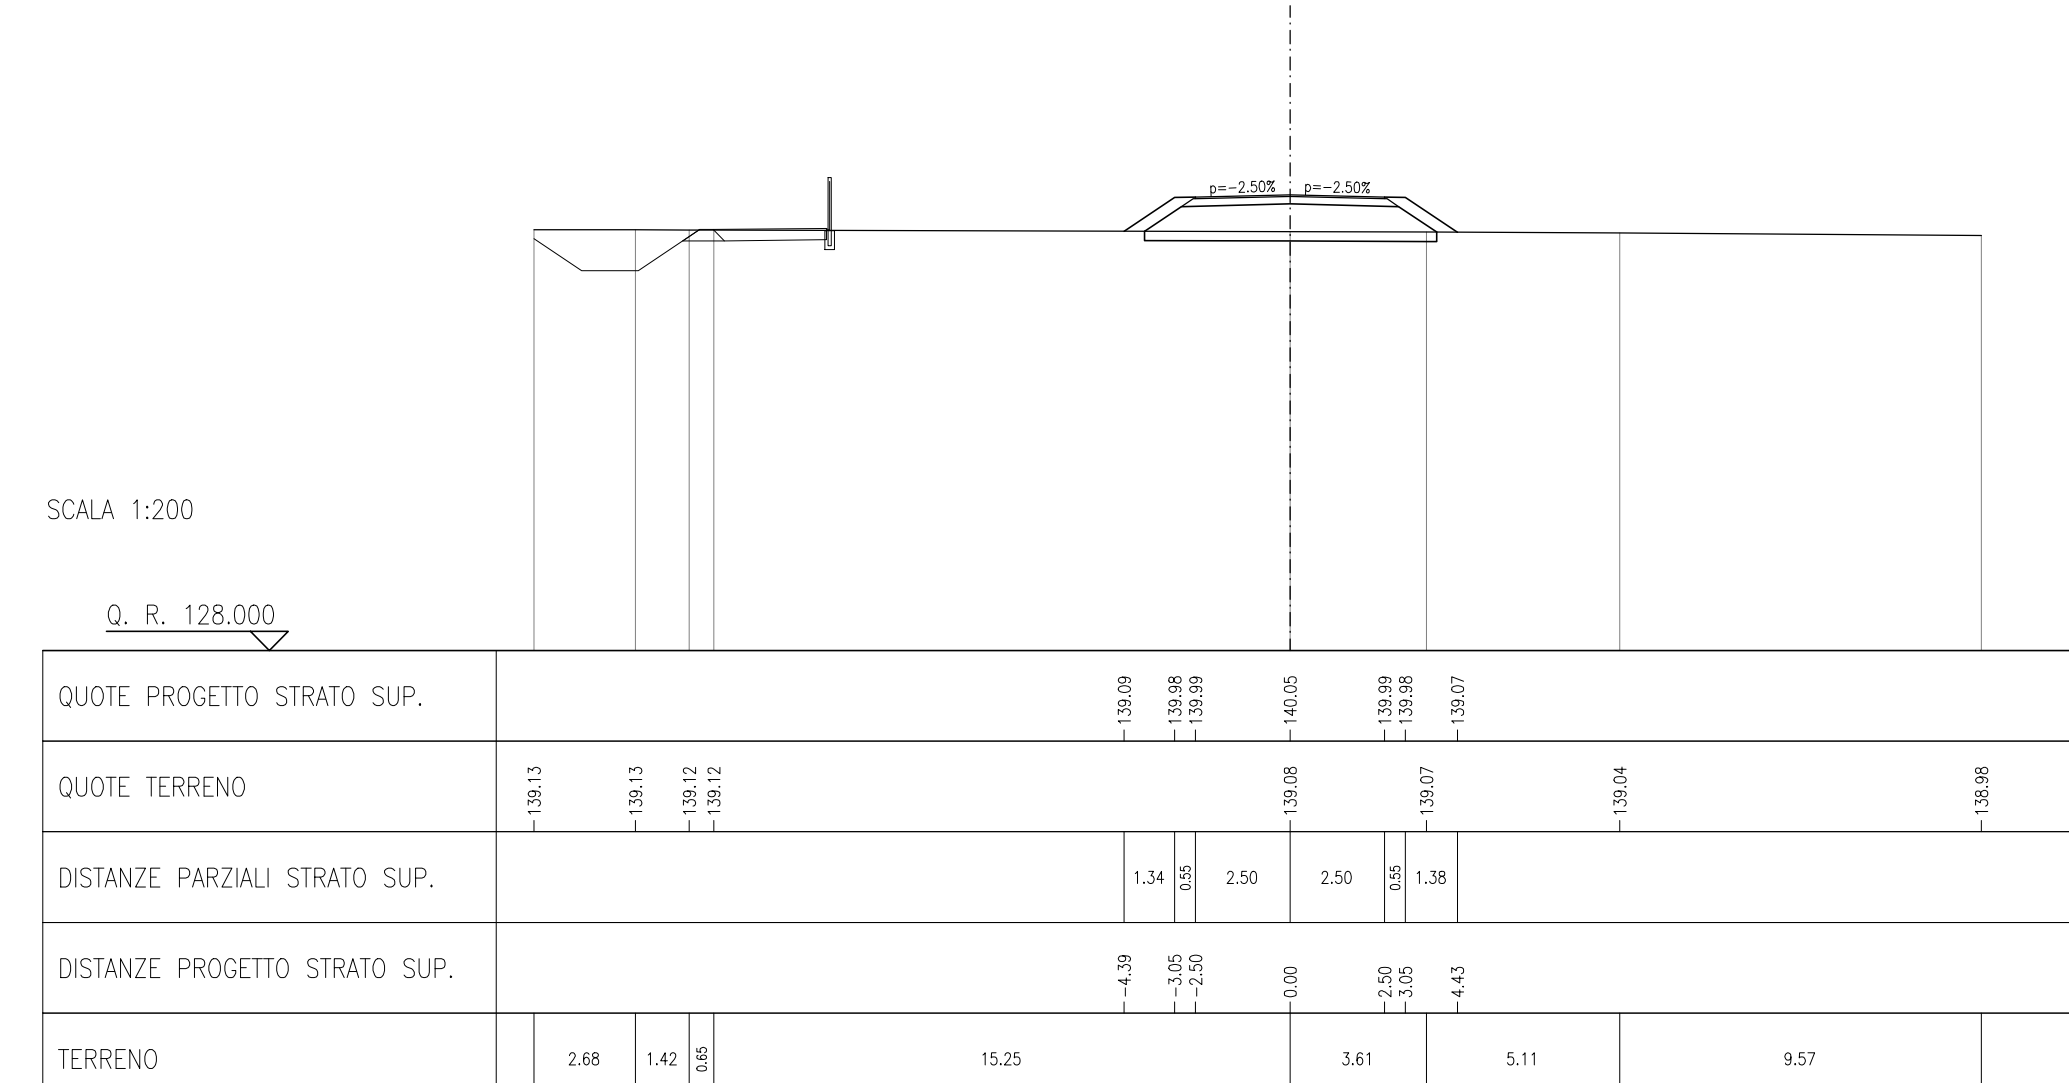 p=-2.50% p=-2.50%
SCALA 1:200
Q. R. 128.000
QUOTE PROGETTO STRATO SUP. 139.09 139.98 139.99 140.05 139.99 139.98 139.07
QUOTE TERRENO 139.13 139.13 139.12 139.12 139.08 139.07 139.04 138.98
DISTANZE PARZIALI STRATO SUP. 1.34 0.55 2.50 2.50 0.55 1.38
DISTANZE PROGETTO STRATO SUP. -4.39 -3.05 -2.50 0.00 2.50 3.05 4.43
TERRENO 2.68 1.42 0.65 15.25 3.61 5.11 9.57